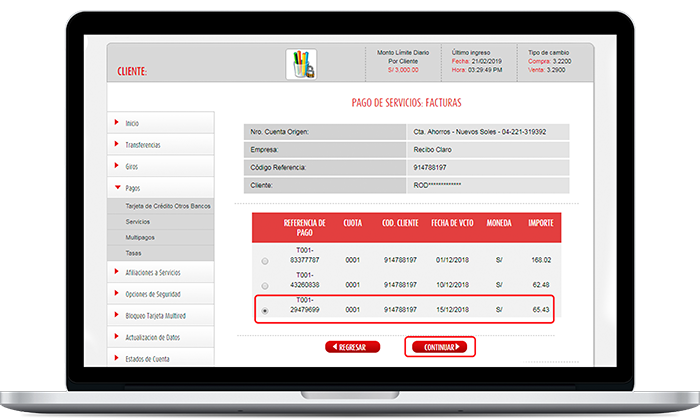 CLIENTE:
Monto Límite Diario
Por Cliente
S/ 3,000.00
Último ingreso
Fecha: 21/02/2019
Hora: 03:29:49 PM
Tipo de cambio
Compra: 3.2200
Venta: 3.2900
Inicio
Transferencias
Giros
Pagos
Tarjeta de Crédito Otros Bancos
Servicios
Multipagos
Tasas
Afiliaciones a Servicios
Opciones de Seguridad
Bloqueo Tarjeta Multired
Actualizacion de Datos
Estados de Cuenta
PAGO DE SERVICIOS: FACTURAS
Nro. Cuenta Origen: Cta. Ahorros - Nuevos Soles - 04-221-319392
Empresa: Recibo Claro
Código Referencia: 914788197
Cliente: ROD*************
REFERENCIA DE PAGO CUOTA COD. CLIENTE FECHA DE VCTO MONEDA IMPORTE
T001-
83377787 0001 914788197 01/12/2018 S/ 168.02
T001-
43260838 0001 914788197 10/12/2018 S/ 62.48
T001-
29479699 0001 914788197 15/12/2018 S/ 65.43
REGRESAR
CONTINUAR